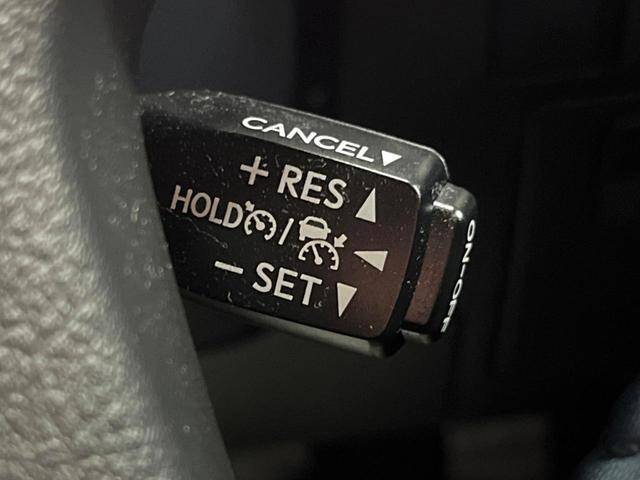 CANCEL▼
+ RES ▲
HOLD / ◀
− SET ▼
ON-OFF